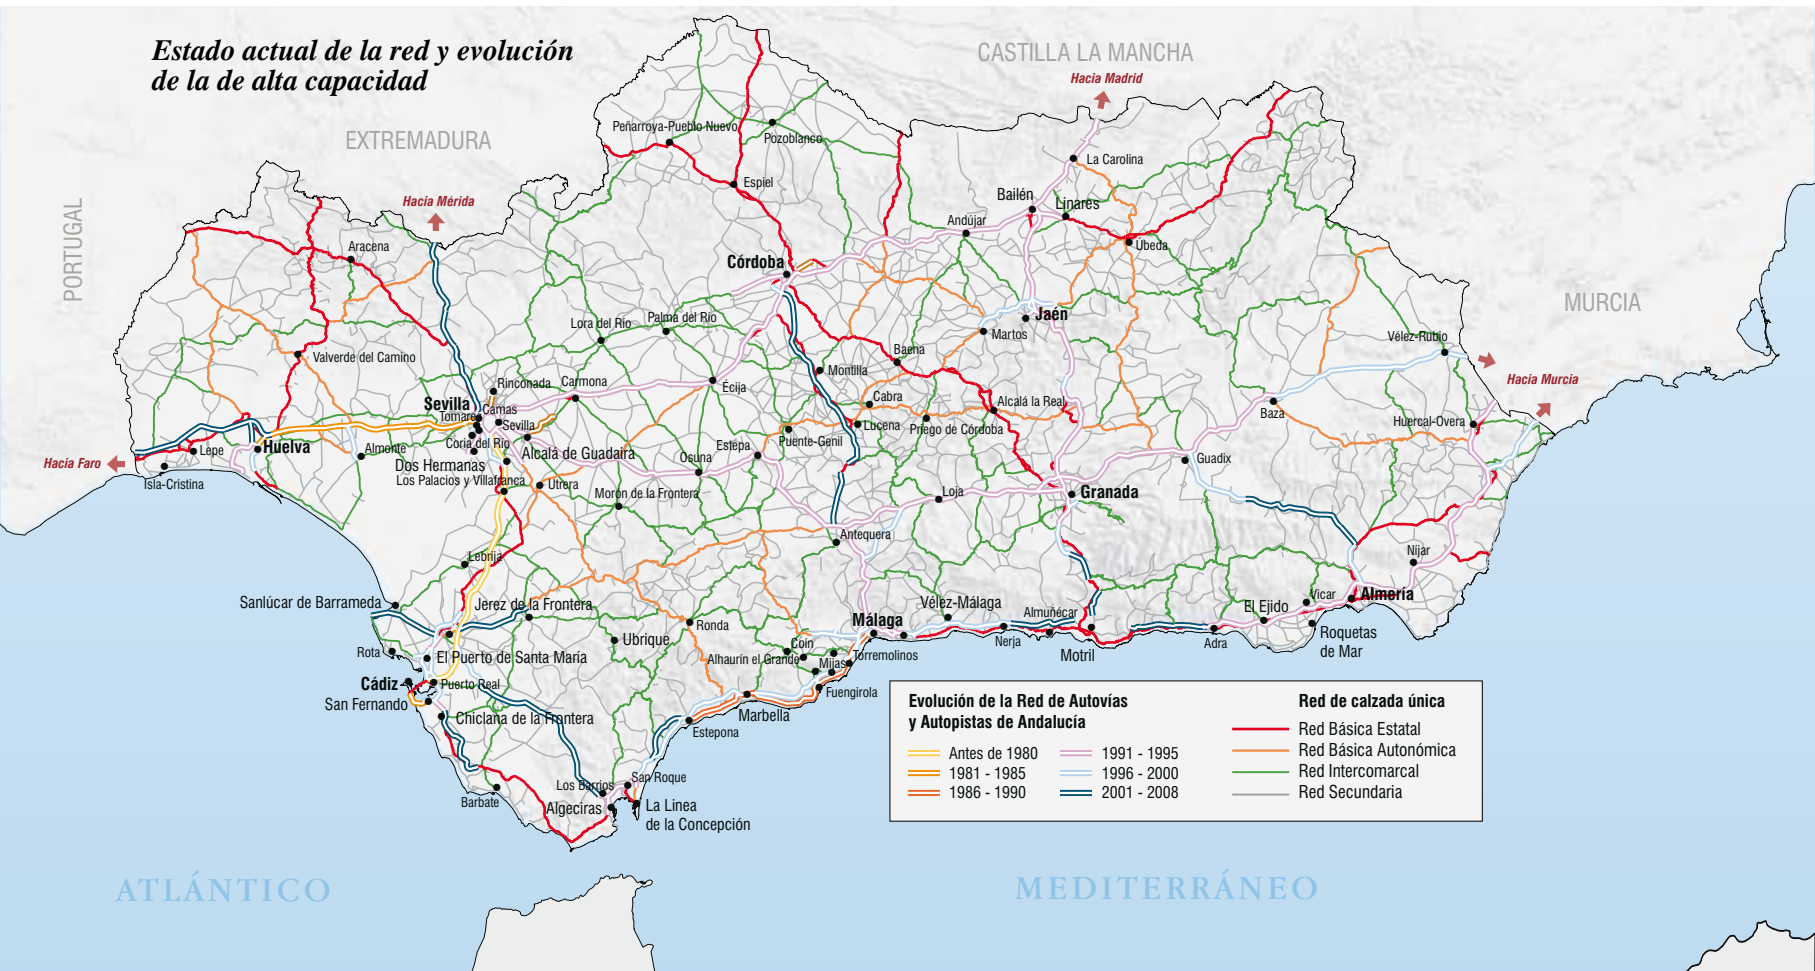 Estado actual de la red y evolución
de la de alta capacidad
CASTILLA LA MANCHA
Hacia Madrid
EXTREMADURA
PORTUGAL
MURCIA
Hacia Mérida
Peñarroya-Pueblo Nuevo
Pozoblanco
La Carolina
Espiel
Bailén
Linares
Andújar
Úbeda
Aracena
Córdoba
Jaén
Martos
Lora del Río
Palma del Río
Vélez-Rubio
Valverde del Camino
Baena
Montilla
Hacia Murcia
Rinconada
Carmona
Écija
Cabra
Alcalá la Real
Baza
Sevilla
Camas
Tomares
Sevilla
Lucena
Priego de Córdoba
Huercal-Overa
Coria del Río
Puente-Genil
Huelva
Almonte
Alcalá de Guadaira
Estepa
Lepe
Hacia Faro
Dos Hermanas
Osuna
Guadix
Isla-Cristina
Los Palacios y Villafranca
Utrera
Morón de la Frontera
Loja
Granada
Antequera
Lebrija
Níjar
Sanlúcar de Barrameda
Jerez de la Frontera
Vélez-Málaga
Almuñécar
El Ejido
Vicar
Almería
Málaga
Ronda
Ubrique
Nerja
Motril
Adra
Roquetas
de Mar
Rota
El Puerto de Santa María
Coín
Alhaurín el Grande
Mijas
Torremolinos
Cádiz
Puerto Real
Fuengirola
San Fernando
Chiclana de la Frontera
Marbella
Estepona
Barbate
Los Barrios
San Roque
Algeciras
La Linea
de la Concepción
Evolución de la Red de Autovías
y Autopistas de Andalucía
Antes de 1980
1981 - 1985
1986 - 1990
1991 - 1995
1996 - 2000
2001 - 2008
Red de calzada única
Red Básica Estatal
Red Básica Autonómica
Red Intercomarcal
Red Secundaria
ATLÁNTICO
MEDITERRÁNEO